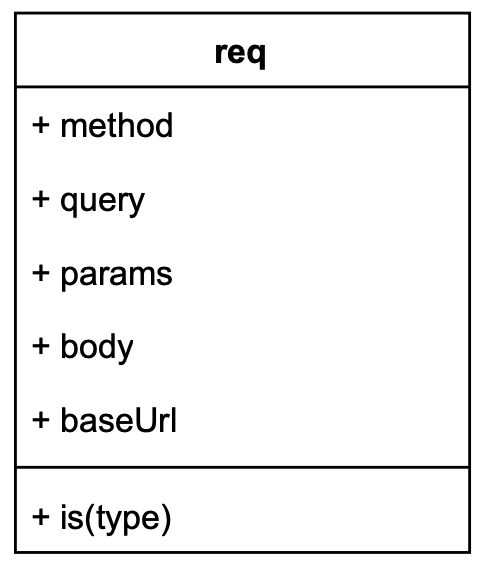 req
+ method
+ query
+ params
+ body
+ baseUrl
+ is(type)